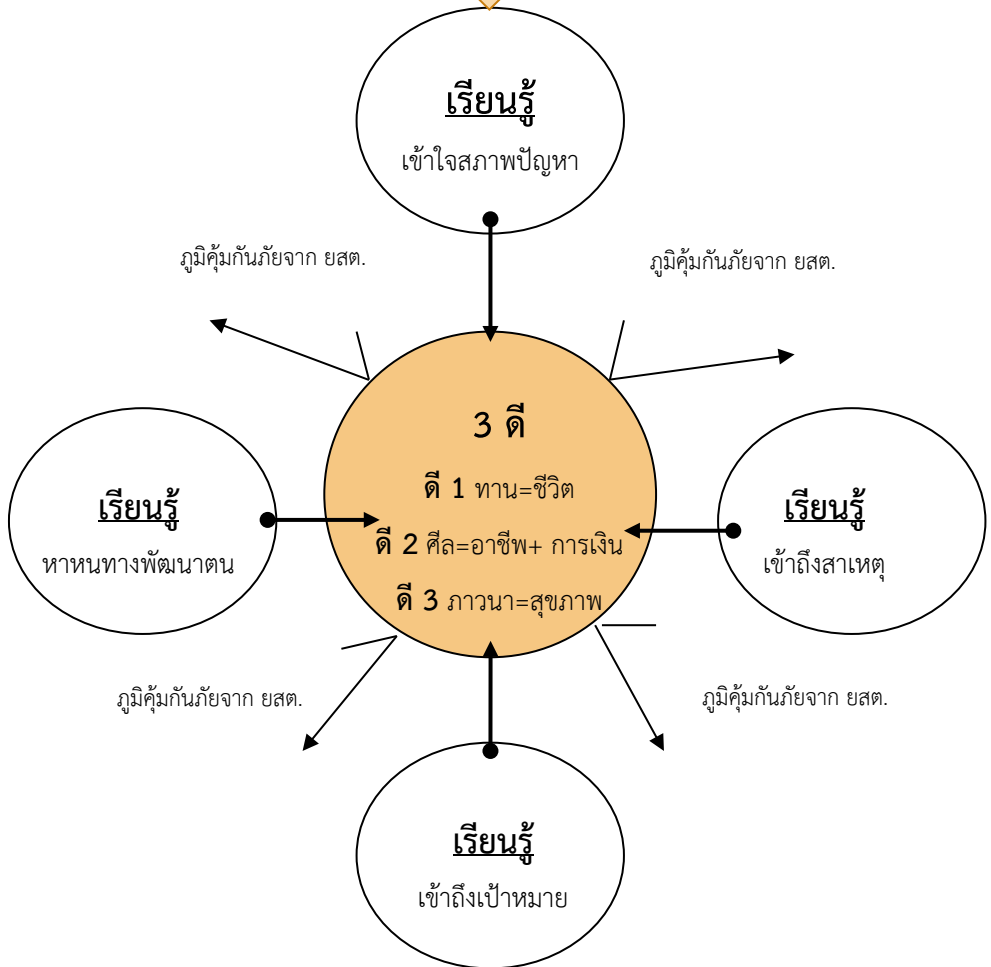 เรียนรู้
เข้าใจสภาพปัญหา
ภูมิคุ้มกันภัยจาก ยสต.
ภูมิคุ้มกันภัยจาก ยสต.
3 ดี
ดี 1 ทาน=ชีวิต
ดี 2 ศีล=อาชีพ+ การเงิน
ดี 3 ภาวนา=สุขภาพ
เรียนรู้
หาหนทางพัฒนาตน
เรียนรู้
เข้าถึงสาเหตุ
ภูมิคุ้มกันภัยจาก ยสต.
ภูมิคุ้มกันภัยจาก ยสต.
เรียนรู้
เข้าถึงเป้าหมาย